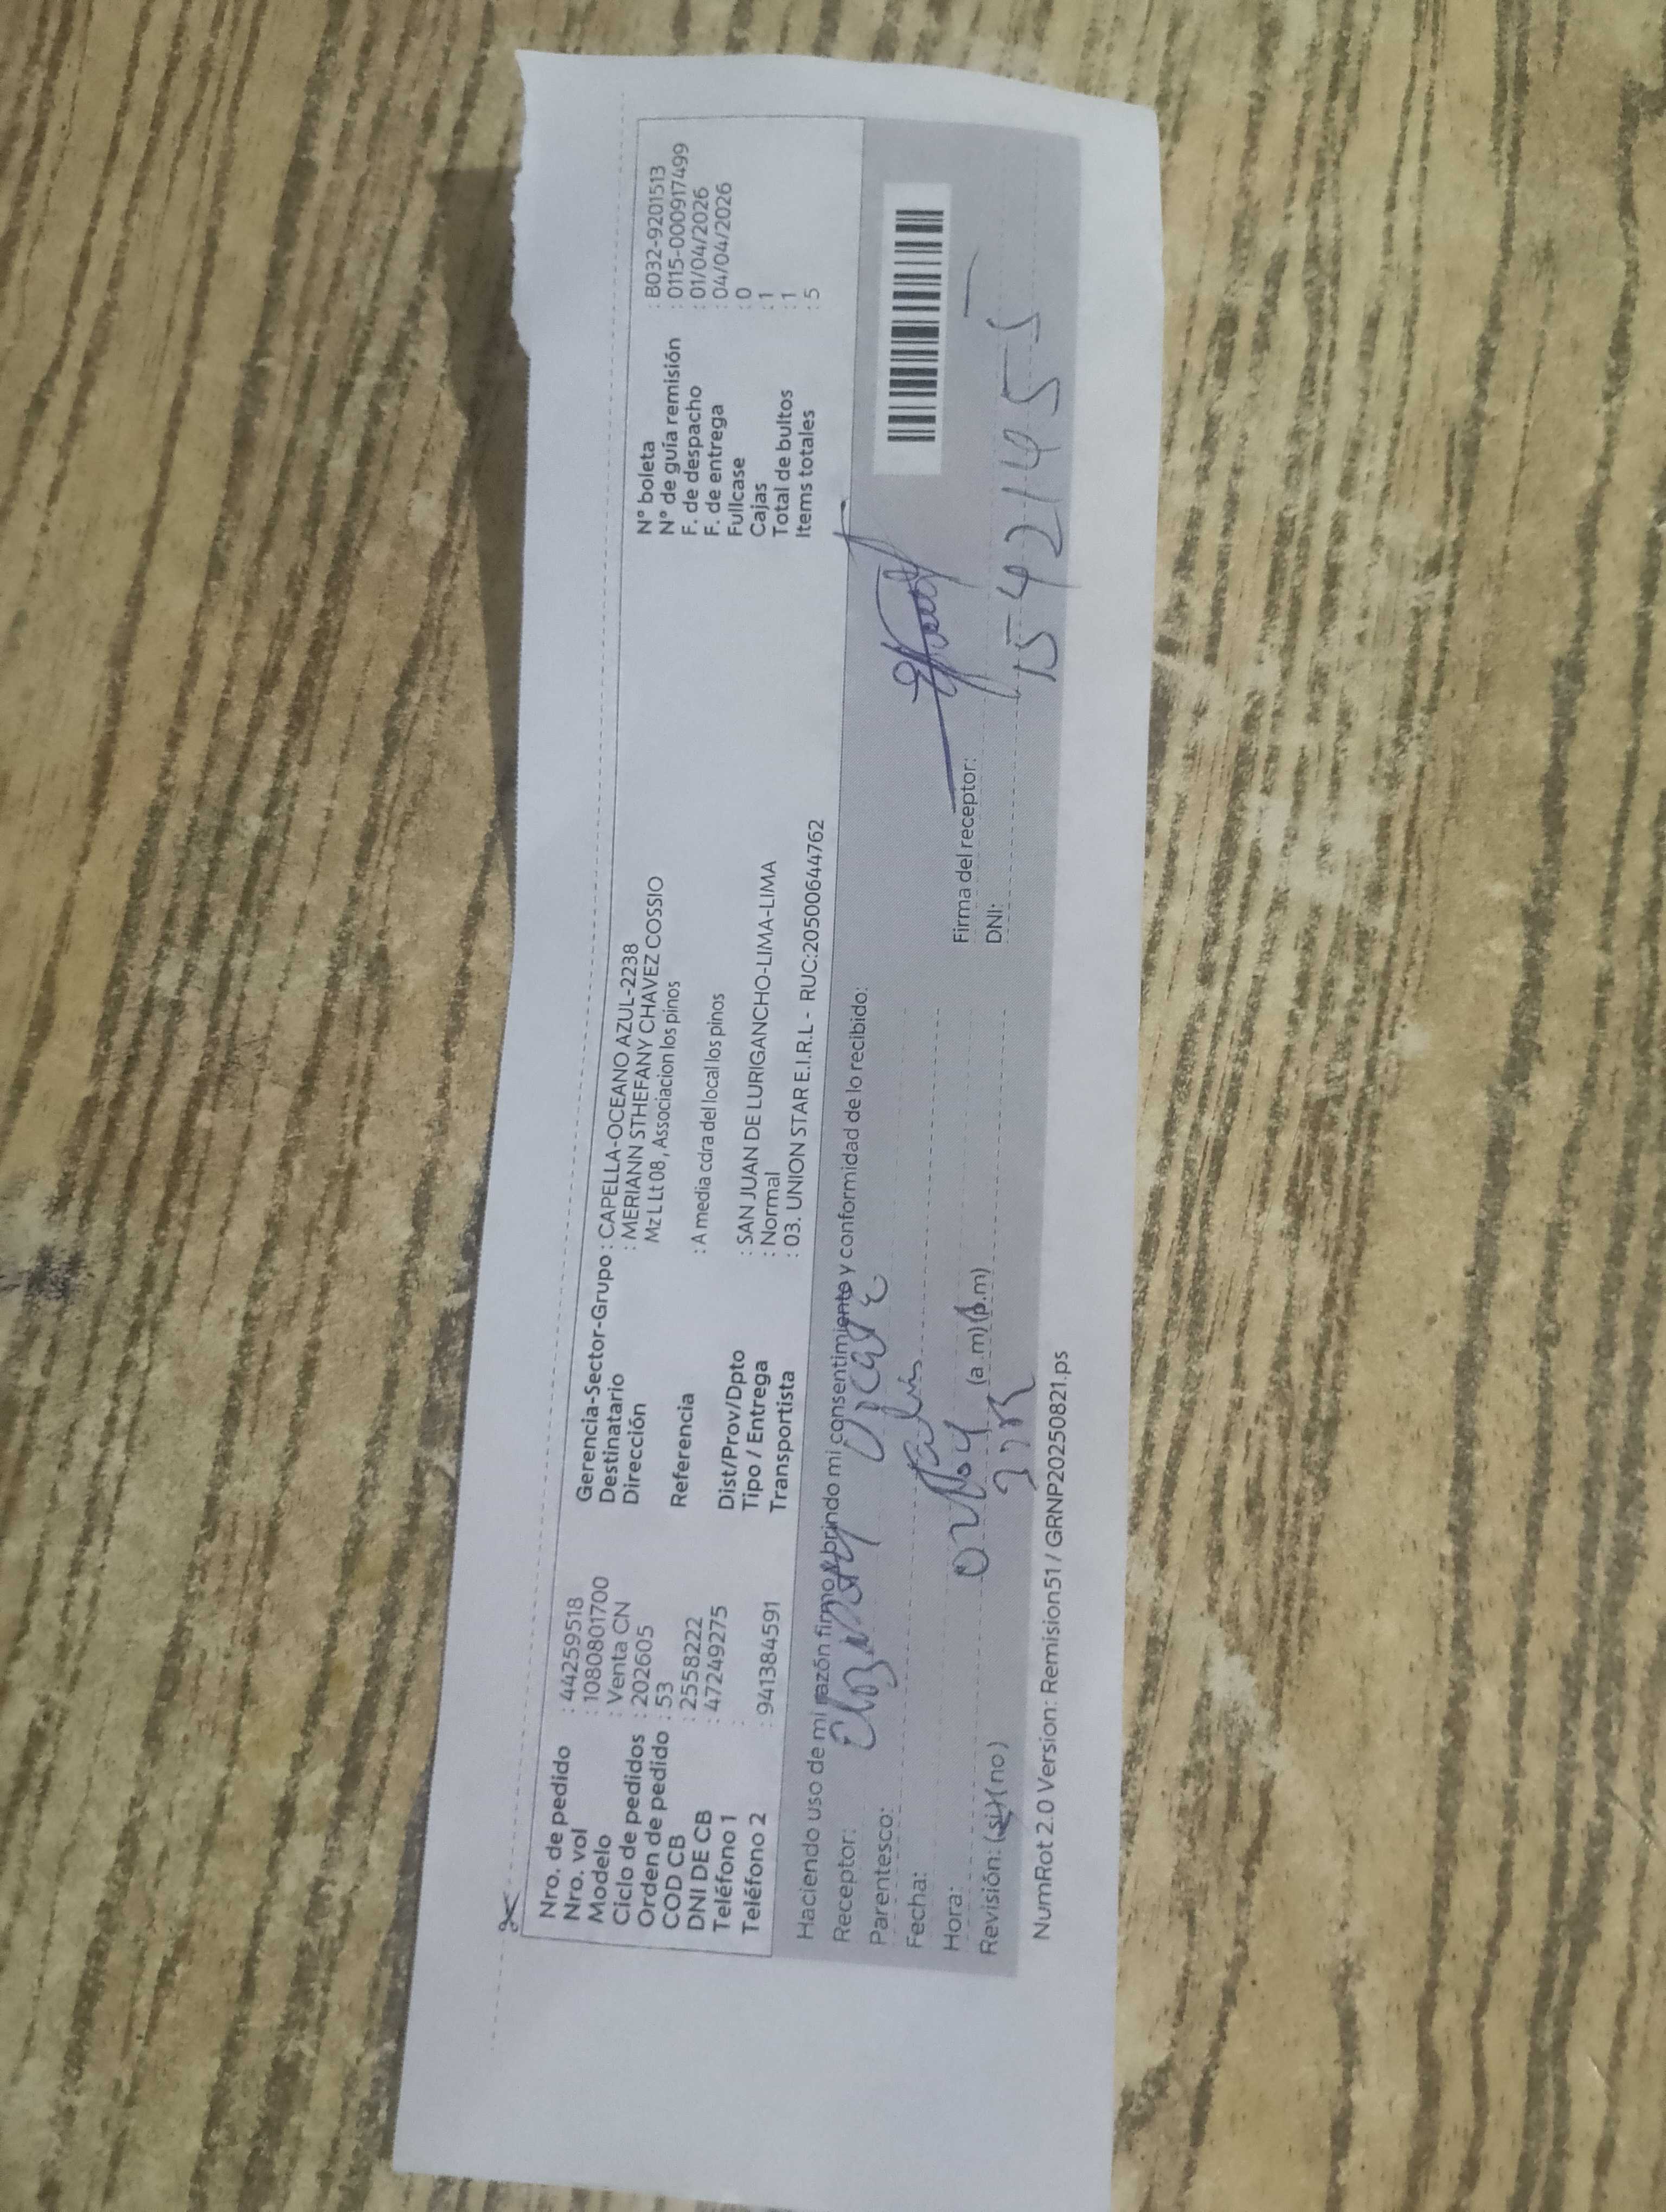 Nro. de pedido : 44259518
Nro. vol : 1080801700
Modelo : Venta CN
Ciclo de pedidos : 202605
Orden de pedido : 53
COD CB : 2558222
DNI DE CB : 47249275
Teléfono 1 :
Teléfono 2 : 941384591
Gerencia-Sector-Grupo : CAPELLA-OCEANO AZUL-2238
Destinatario : MERIANN STHEFANY CHAVEZ COSSIO
Dirección Mz L Lt 08 , Associacion los pinos
Referencia : A media cdra del local los pinos
Dist/Prov/Dpto : SAN JUAN DE LURIGANCHO-LIMA-LIMA
Tipo / Entrega : Normal
Transportista : 03. UNION STAR E.I.R.L - RUC:20500644762
N° boleta : B032-9201513
N° de guía remisión : 0115-0000917499
F. de despacho : 01/04/2026
F. de entrega : 04/04/2026
Fullcase : 0
Cajas : 1
Total de bultos : 1
Items totales : 5
Haciendo uso de mi razón firmo y brindo mi consentimiento y conformidad de lo recibido:
Receptor:
Parentesco:
Fecha:
Hora: (a.m) (p.m)
Revisión: (si) (no)
Firma del receptor:
DNI: 15421455
NumRot 2.0 Version: Remision51 / GRNP20250821.ps